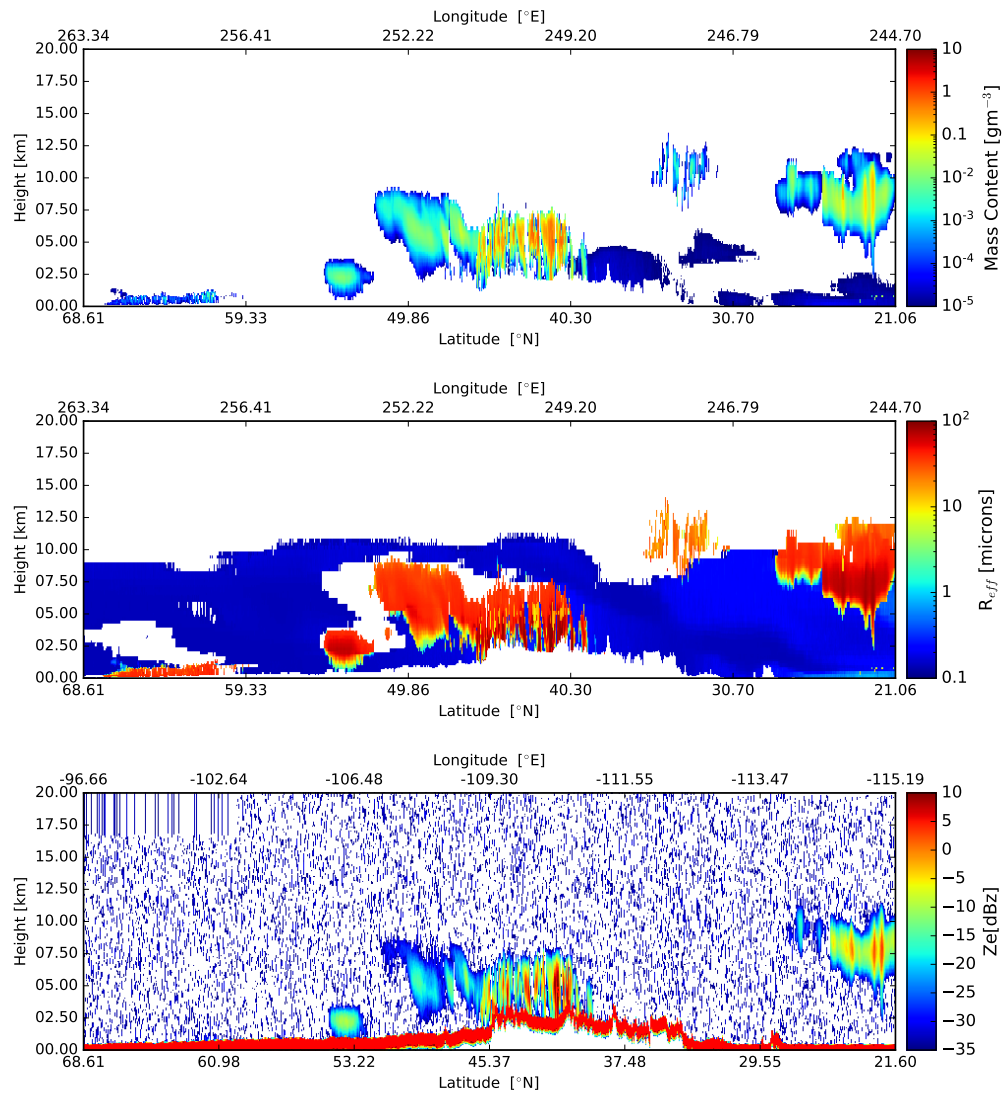 Longitude [°E]
263.34 256.41 252.22 249.20 246.79 244.70
20.00
17.50
15.00
12.50
10.00
07.50
05.00
02.50
00.00
Height [km]
68.61 59.33 49.86 40.30 30.70 21.06
Latitude [°N]
10
1
0.1
10⁻²
10⁻³
10⁻⁴
10⁻⁵
Mass Content [gm⁻³]
Longitude [°E]
263.34 256.41 252.22 249.20 246.79 244.70
20.00
17.50
15.00
12.50
10.00
07.50
05.00
02.50
00.00
Height [km]
68.61 59.33 49.86 40.30 30.70 21.06
Latitude [°N]
10²
10
1
0.1
R_eff [microns]
Longitude [°E]
-96.66 -102.64 -106.48 -109.30 -111.55 -113.47 -115.19
20.00
17.50
15.00
12.50
10.00
07.50
05.00
02.50
00.00
Height [km]
68.61 60.98 53.22 45.37 37.48 29.55 21.60
Latitude [°N]
10
5
0
−5
−10
−15
−20
−25
−30
−35
Ze[dBz]